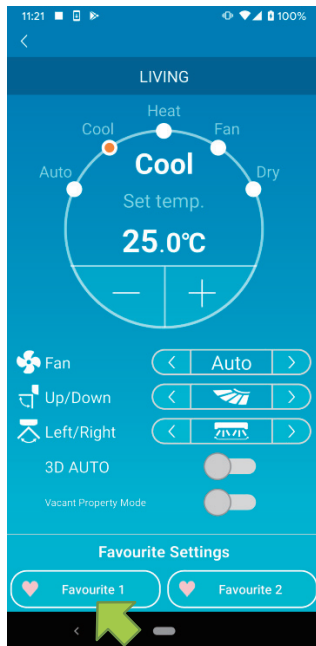 11:21 100%
LIVING
Heat
Cool Fan
Auto Cool Dry
Set temp.
25.0°C
Fan Auto
Up/Down
Left/Right
3D AUTO
Vacant Property Mode
Favourite Settings
Favourite 1 Favourite 2